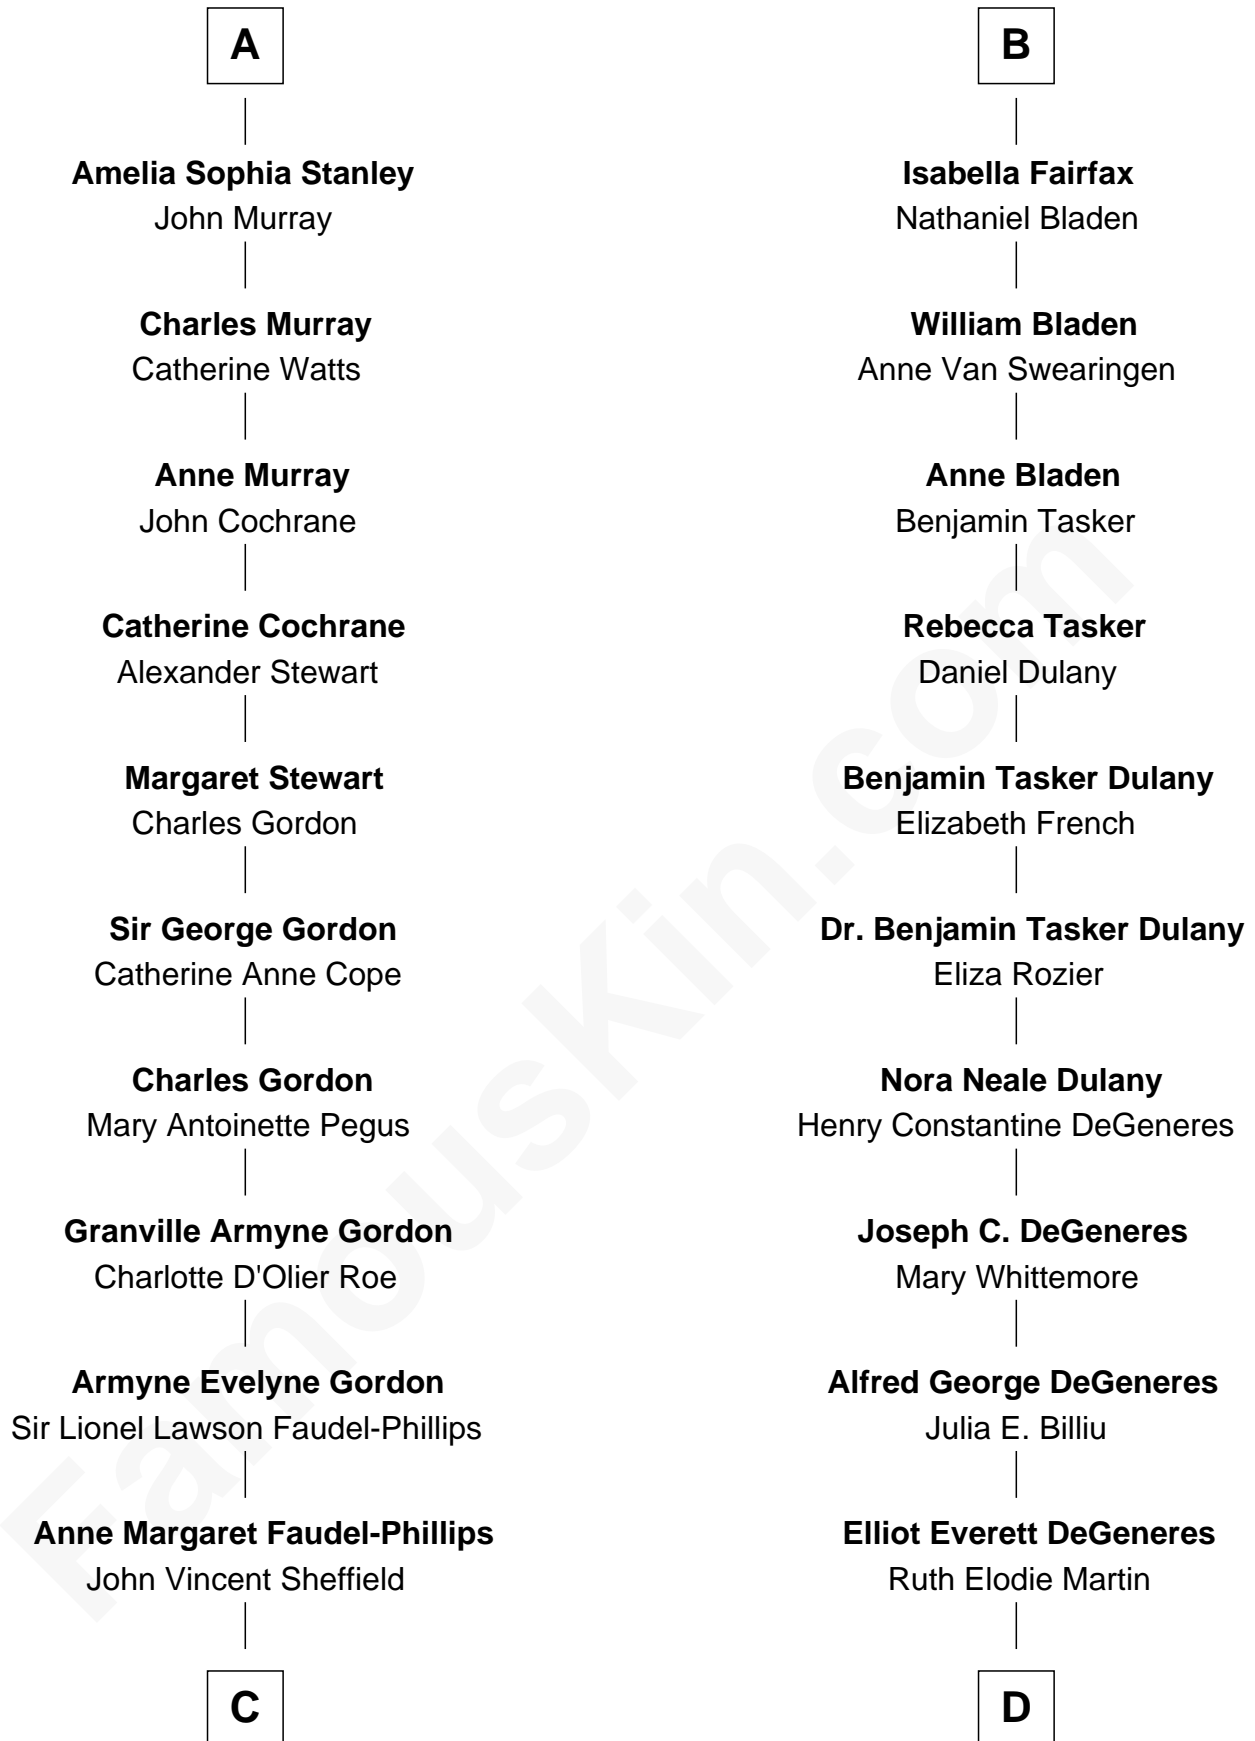 A
Amelia Sophia Stanley
John Murray
Charles Murray
Catherine Watts
Anne Murray
John Cochrane
Catherine Cochrane
Alexander Stewart
Margaret Stewart
Charles Gordon
Sir George Gordon
Catherine Anne Cope
Charles Gordon
Mary Antoinette Pegus
Granville Armyne Gordon
Charlotte D'Olier Roe
Armyne Evelyne Gordon
Sir Lionel Lawson Faudel-Phillips
Anne Margaret Faudel-Phillips
John Vincent Sheffield
C
B
Isabella Fairfax
Nathaniel Bladen
William Bladen
Anne Van Swearingen
Anne Bladen
Benjamin Tasker
Rebecca Tasker
Daniel Dulany
Benjamin Tasker Dulany
Elizabeth French
Dr. Benjamin Tasker Dulany
Eliza Rozier
Nora Neale Dulany
Henry Constantine DeGeneres
Joseph C. DeGeneres
Mary Whittemore
Alfred George DeGeneres
Julia E. Billiu
Elliot Everett DeGeneres
Ruth Elodie Martin
D
FamousKin.com